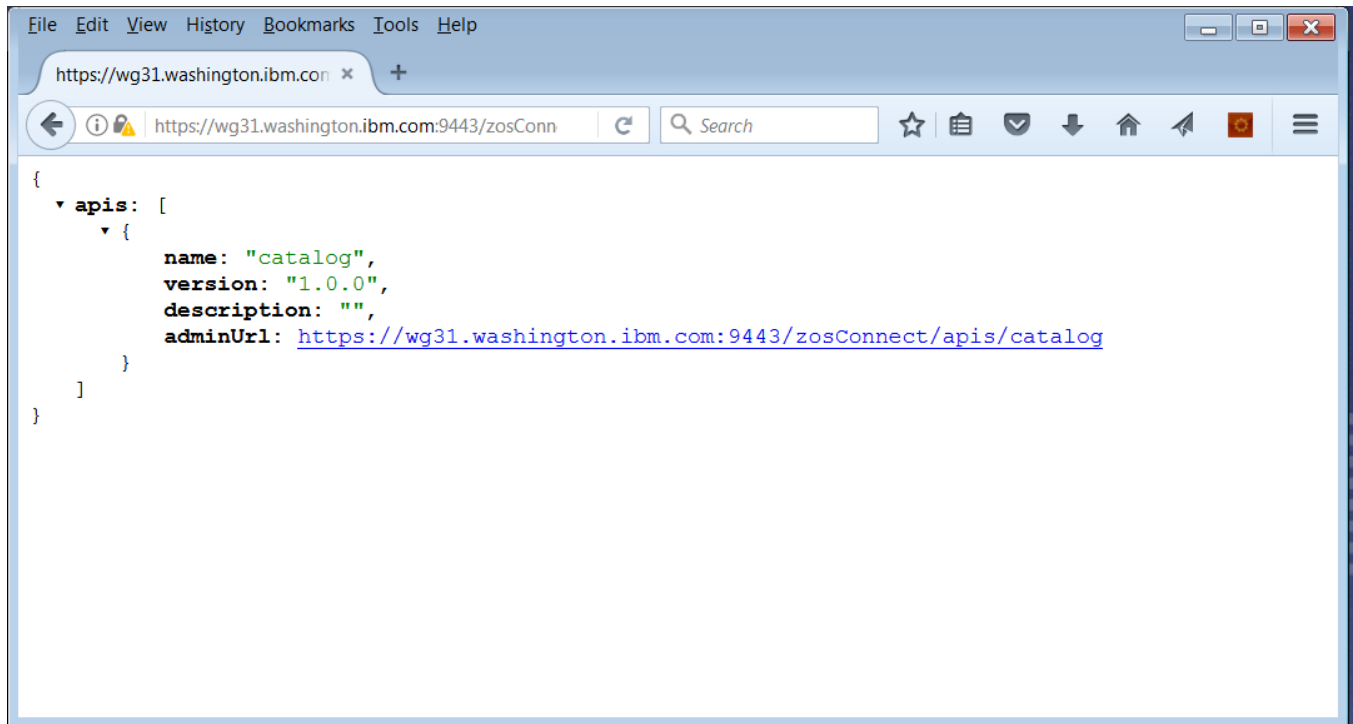 File Edit View History Bookmarks Tools Help
https://wg31.washington.ibm.con
https://wg31.washington.ibm.com:9443/zosConn
Search
{
apis: [
{
name: "catalog",
version: "1.0.0",
description: "",
adminUrl: https://wg31.washington.ibm.com:9443/zosConnect/apis/catalog
}
]
}